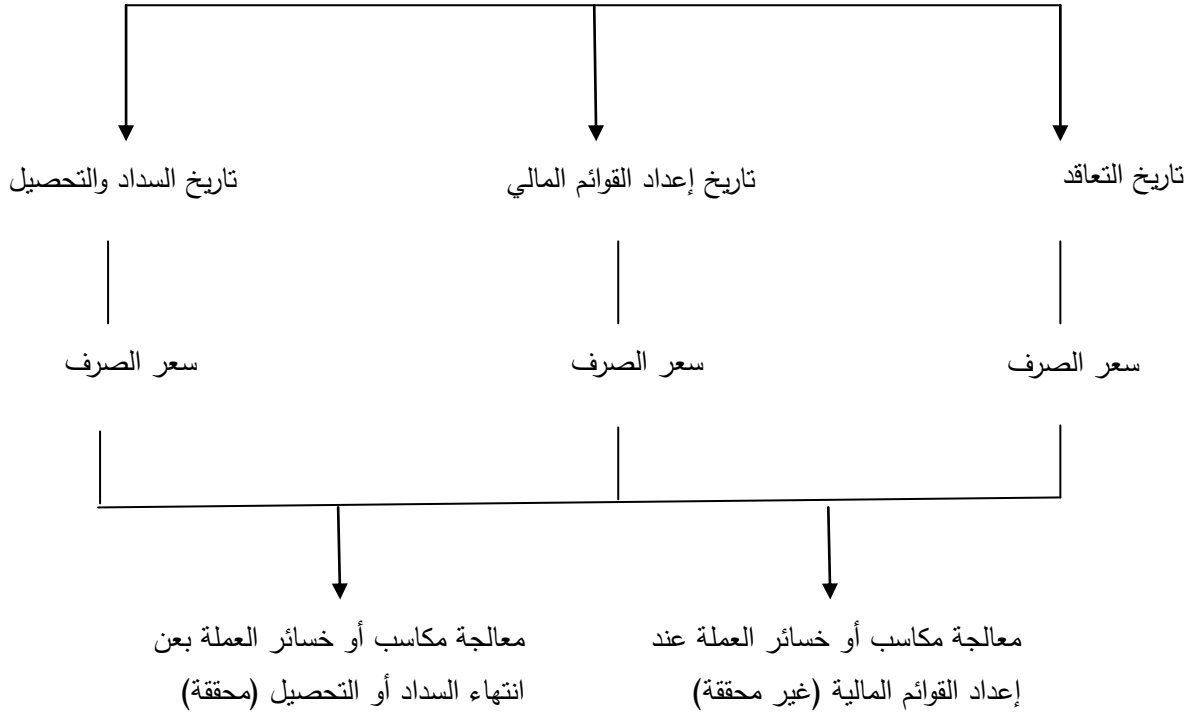 تاريخ التعاقد
تاريخ إعداد القوائم المالي
تاريخ السداد والتحصيل
سعر الصرف
سعر الصرف
سعر الصرف
معالجة مكاسب أو خسائر العملة عند
إعداد القوائم المالية (غير محققة)
معالجة مكاسب أو خسائر العملة بعن
انتهاء السداد أو التحصيل (محققة)